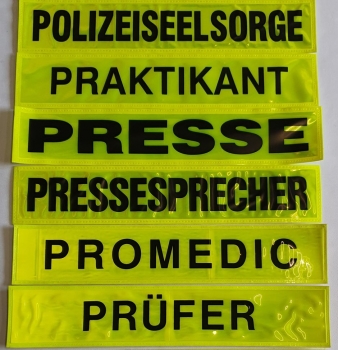 POLIZEISEELSORGE
PRAKTIKANT
PRESSE
PRESSESPRECHER
PROMEDIC
PRÜFER